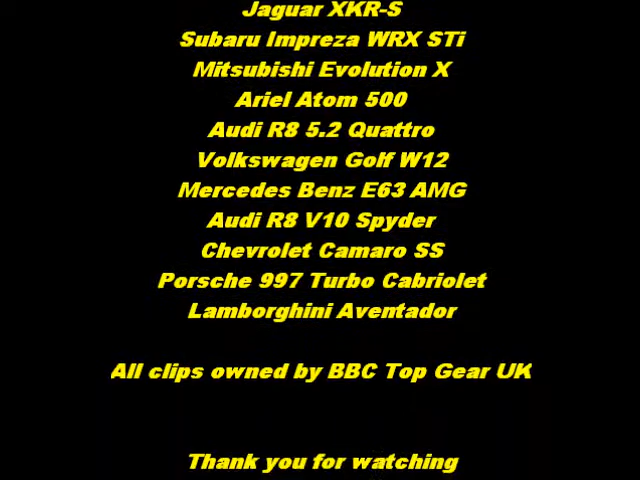 Jaguar XKR-S
Subaru Impreza WRX STi
Mitsubishi Evolution X
Ariel Atom 500
Audi R8 5.2 Quattro
Volkswagen Golf W12
Mercedes Benz E63 AMG
Audi R8 V10 Spyder
Chevrolet Camaro SS
Porsche 997 Turbo Cabriolet
Lamborghini Aventador
All clips owned by BBC Top Gear UK
Thank you for watching